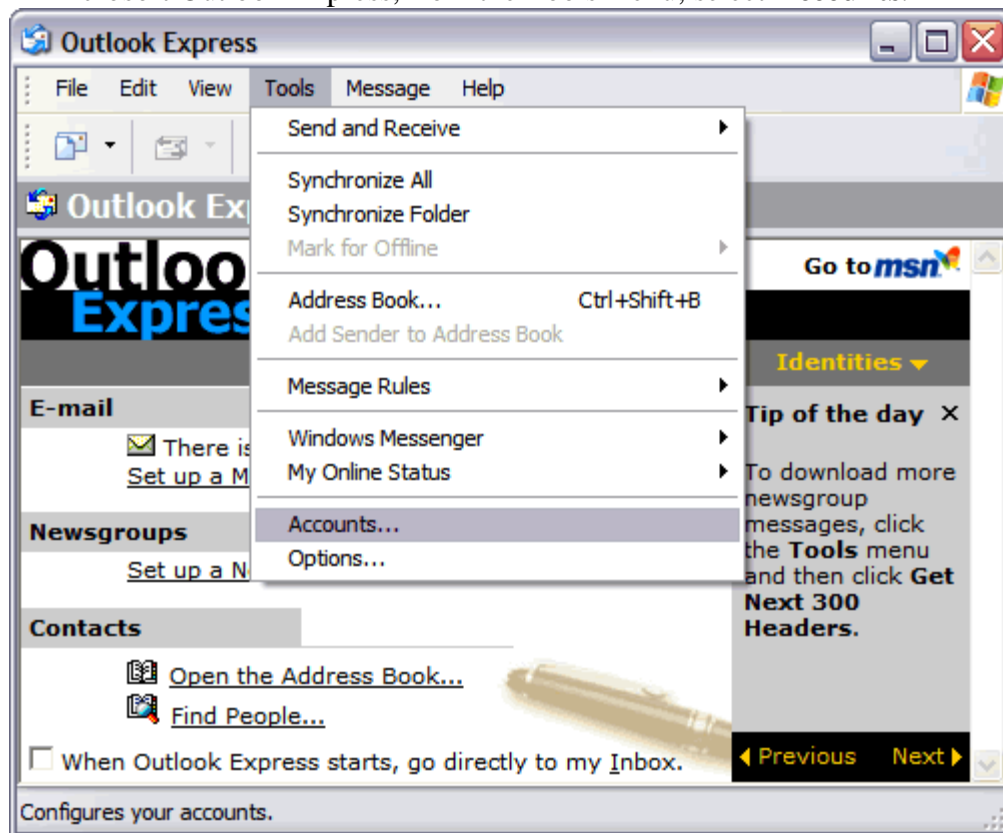 Outlook Express
File Edit View Tools Message Help
Send and Receive
Synchronize All
Synchronize Folder
Mark for Offline
Address Book... Ctrl+Shift+B
Add Sender to Address Book
Message Rules
Windows Messenger
My Online Status
Accounts...
Options...
Outlook Ex
Outloo
Expres
Go to msn
Identities
E-mail
There is
Set up a M
Newsgroups
Set up a N
Contacts
Open the Address Book...
Find People...
When Outlook Express starts, go directly to my Inbox.
Tip of the day
To download more
newsgroup
messages, click
the Tools menu
and then click Get
Next 300
Headers.
Previous Next
Configures your accounts.